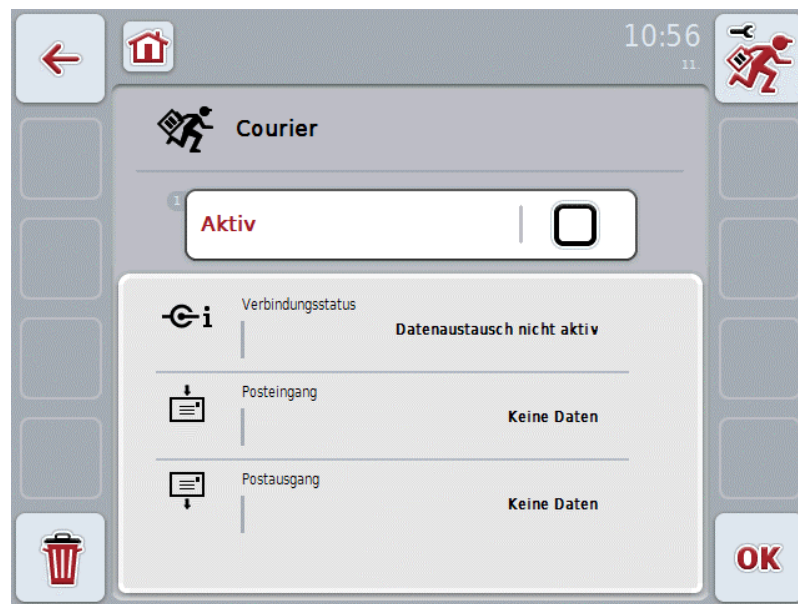 10:56
11.
Courier
1
Aktiv
Verbindungsstatus
Datenaustausch nicht aktiv
Posteingang
Keine Daten
Postausgang
Keine Daten
OK